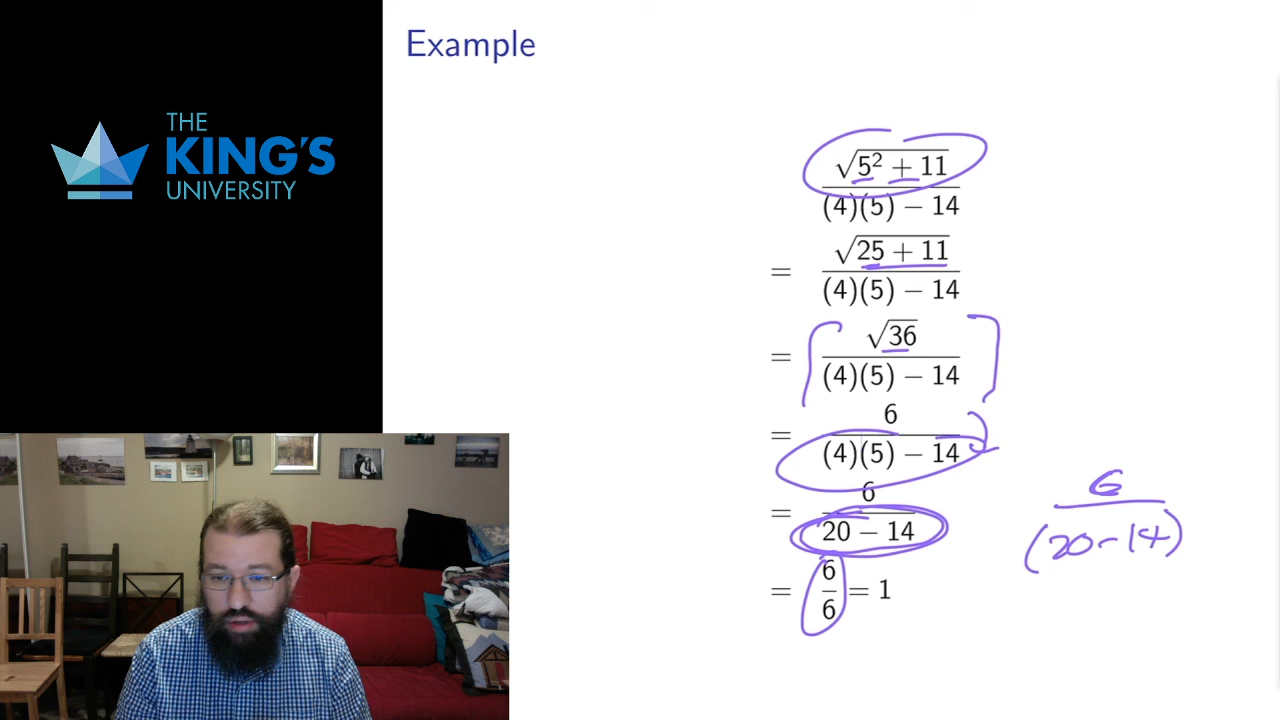 THE
KING'S
UNIVERSITY
Example
√5² + 11
(4)(5) − 14
= √25 + 11
(4)(5) − 14
= √36
(4)(5) − 14
= 6
(4)(5) − 14
= 6
20 − 14
= 6
6 = 1
6
(20-14)